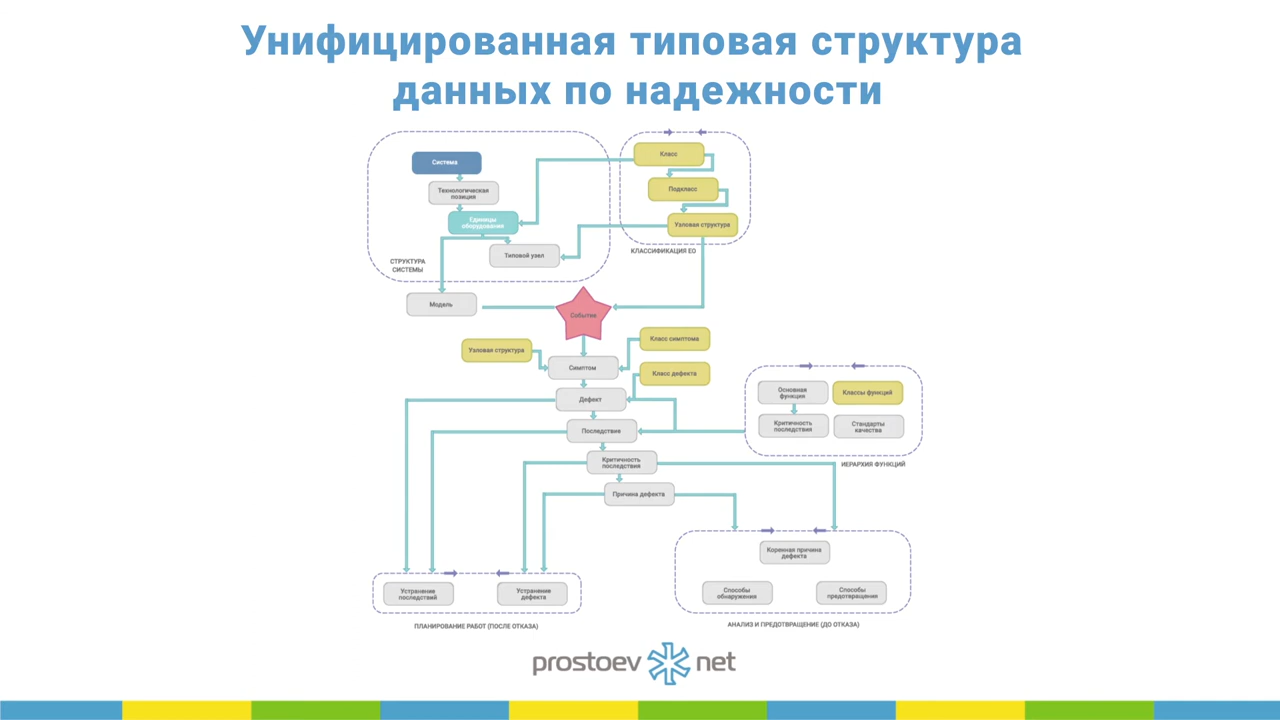 Унифицированная типовая структура
данных по надежности
Система
Технологическая
позиция
Единицы
оборудования
Типовой узел
СТРУКТУРА
СИСТЕМЫ
Класс
Подкласс
Узловая структура
КЛАССИФИКАЦИЯ ЕО
Модель
Событие
Узловая структура
Класс симптома
Симптом
Класс дефекта
Дефект
Последствие
Критичность
последствия
Причина дефекта
Основная
функция
Классы функций
Критичность
последствия
Стандарты
качества
ИЕРАРХИЯ ФУНКЦИЙ
Устранение
последствий
Устранение
дефекта
ПЛАНИРОВАНИЕ РАБОТ (ПОСЛЕ ОТКАЗА)
Коренная причина
дефекта
Способы
обнаружения
Способы
предотвращения
АНАЛИЗ И ПРЕДОТВРАЩЕНИЕ (ДО ОТКАЗА)
prostoev net